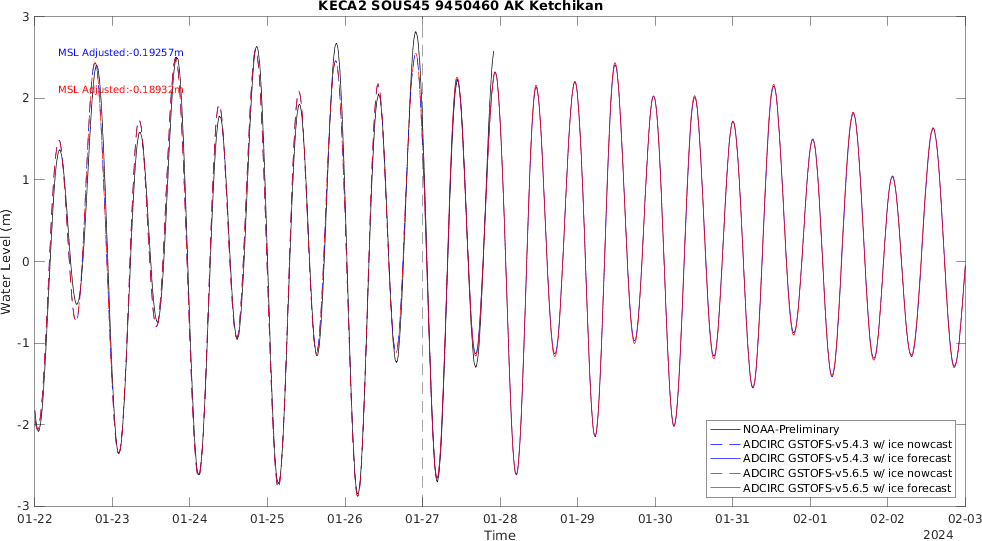 KECA2 SOUS45 9450460 AK Ketchikan
3
2
1
0
-1
-2
-3
Water Level (m)
MSL Adjusted:-0.19257m
MSL Adjusted:-0.18932m
NOAA-Preliminary
ADCIRC GSTOFS-v5.4.3 w/ ice nowcast
ADCIRC GSTOFS-v5.4.3 w/ ice forecast
ADCIRC GSTOFS-v5.6.5 w/ ice nowcast
ADCIRC GSTOFS-v5.6.5 w/ ice forecast
01-22 01-23 01-24 01-25 01-26 01-27 01-28 01-29 01-30 01-31 02-01 02-02 02-03
Time
2024